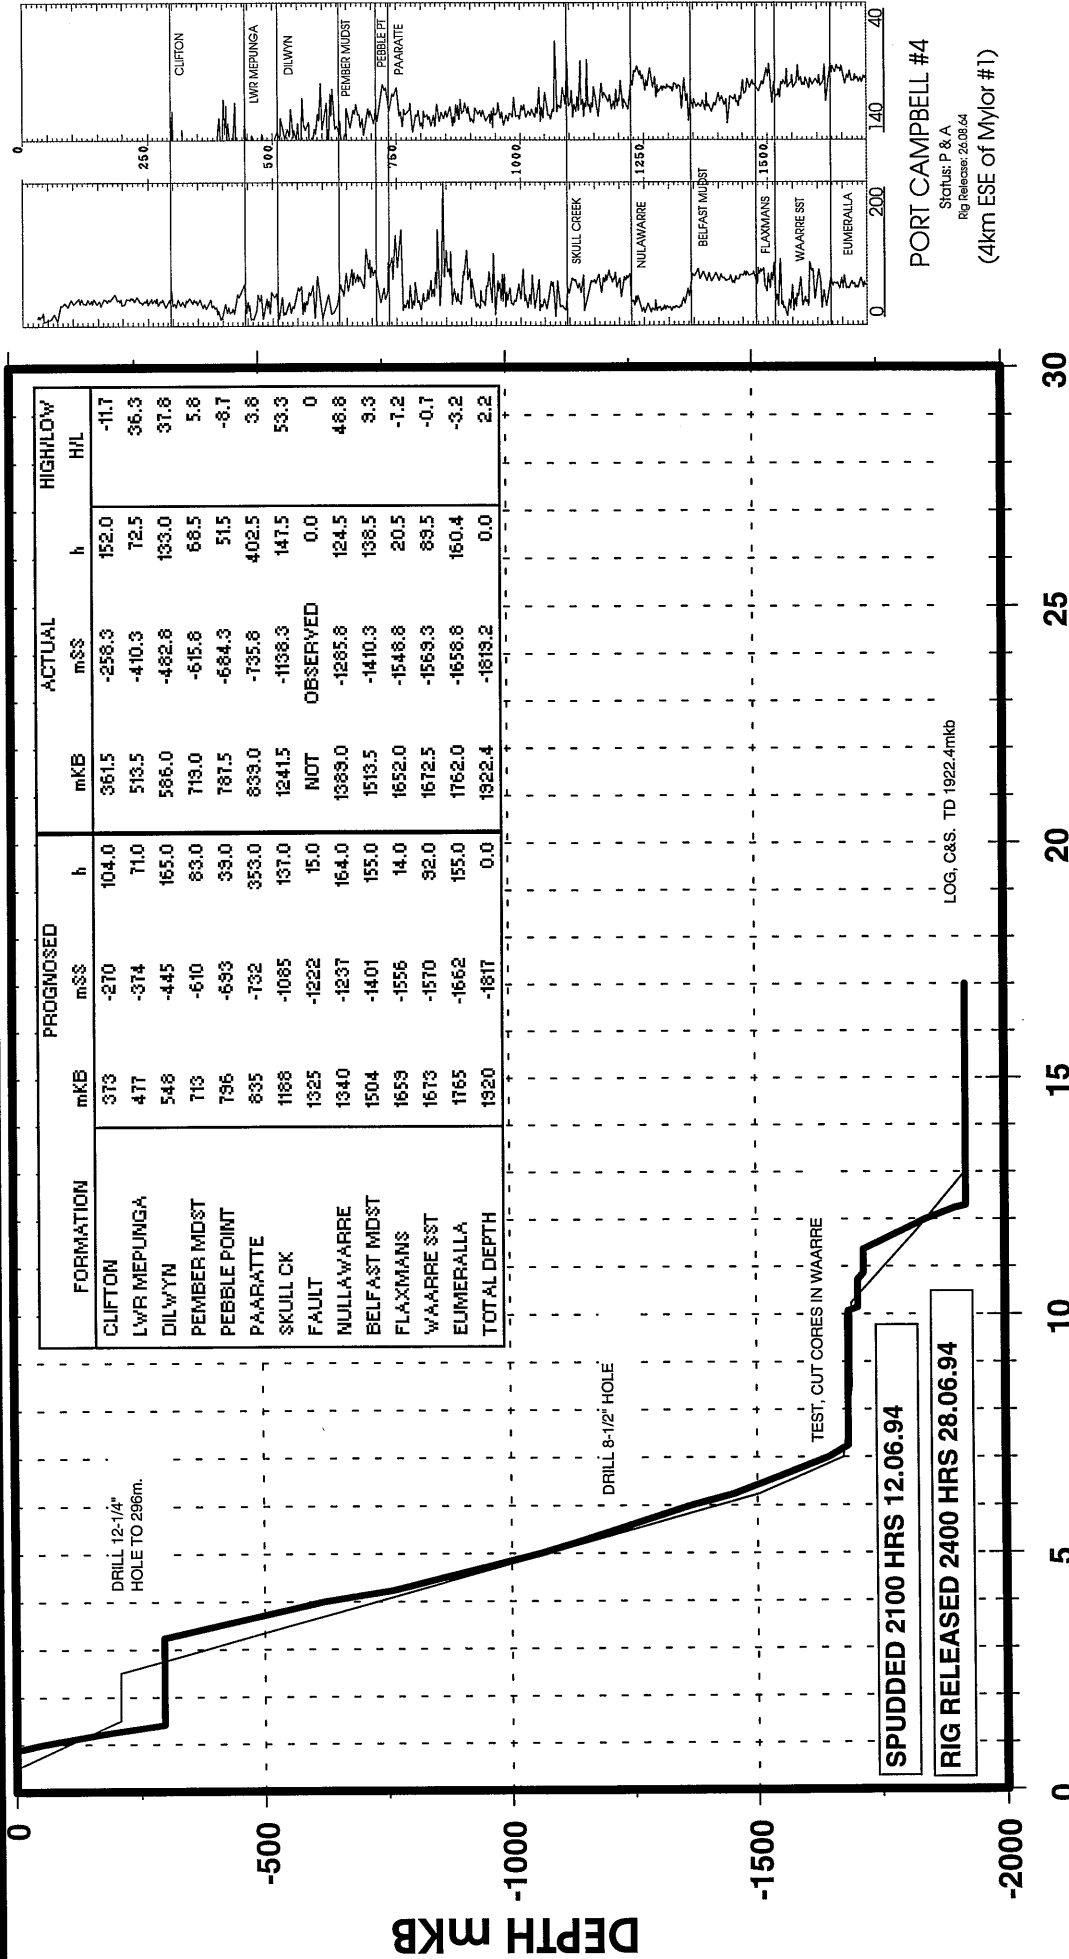 DEPTH mKB
0
-500
-1000
-1500
-2000
0
5
10
15
20
25
30
DRILL 12-1/4"
HOLE TO 296m.
DRILL 8-1/2" HOLE
TEST, CUT CORES IN WAARRE
LOG, C&S. TD 1922.4mkb
SPUDDED 2100 HRS 12.06.94
RIG RELEASED 2400 HRS 28.06.94
PROGNOSED ACTUAL HIGH/LOW
FORMATION mKB mSS h mKB mSS h H/L
CLIFTON 373 -270 104.0 361.5 -258.3 152.0 -11.7
LWR MEPUNGA 477 -374 71.0 513.5 -410.3 72.5 36.3
DILWYN 548 -445 165.0 586.0 -482.8 133.0 37.8
PEMBER MDST 713 -610 83.0 719.0 -615.8 68.5 5.8
PEBBLE POINT 796 -693 39.0 787.5 -684.3 51.5 -8.7
PAARATTE 835 -732 353.0 839.0 -735.8 402.5 3.8
SKULL CK 1188 -1085 137.0 1241.5 -1138.3 147.5 53.3
FAULT 1325 -1222 15.0 NOT OBSERVED 0.0 0
NULLAWARRE 1340 -1237 164.0 1389.0 -1285.8 124.5 48.8
BELFAST MDST 1504 -1401 155.0 1513.5 -1410.3 138.5 9.3
FLAXMANS 1659 -1556 14.0 1652.0 -1548.8 20.5 -7.2
WAARRE SST 1673 -1570 92.0 1672.5 -1569.3 89.5 -0.7
EUMERALLA 1765 -1662 155.0 1762.0 -1658.8 160.4 -3.2
TOTAL DEPTH 1920 -1817 0.0 1922.4 -1819.2 0.0 2.2
0
250
500
750
1000
1250
1500
CLIFTON
LWR MEPUNGA
DILWYN
PEMBER MUDST
PEBBLE PT
PAARATTE
SKULL CREEK
NULAWARRE
BELFAST MUDST
FLAXMANS
WAARRE SST
EUMERALLA
0 200 140 40
PORT CAMPBELL #4
Status: P & A
Rig Release: 26.08.64
(4km ESE of Mylor #1)